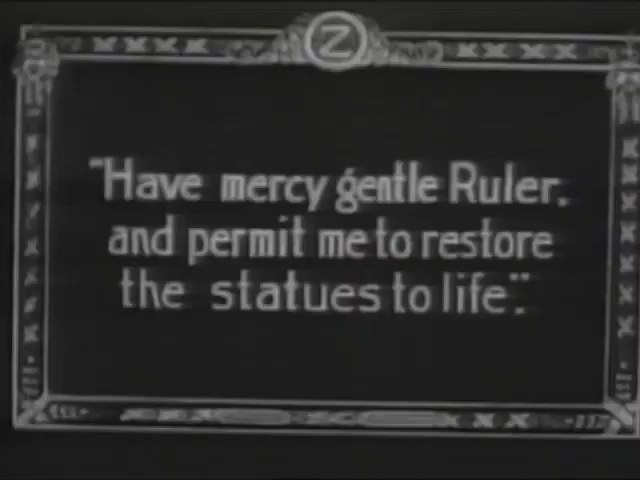 Z
"Have mercy gentle Ruler.
and permit me to restore
the statues to life".